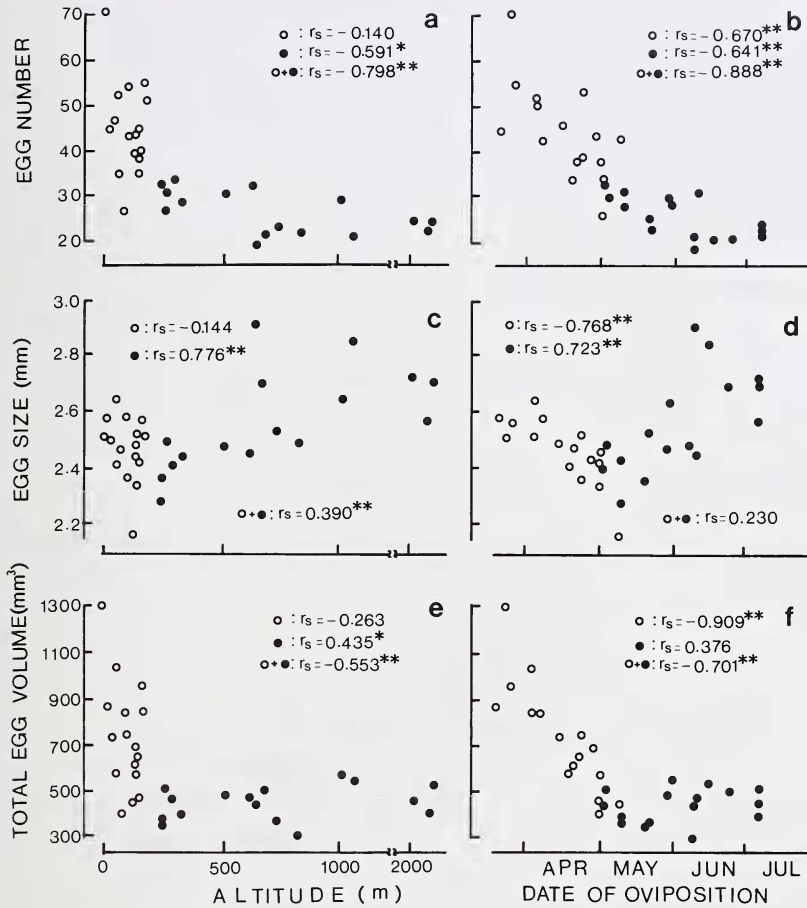 a
○ : rs=-0.140
● : rs=-0.591*
○+● : rs=-0.798**
EGG NUMBER
70
60
50
40
30
20
b
○ : rs=-0.670**
● : rs=-0.641**
○+● : rs=-0.888**
c
○ : rs=-0.144
● : rs=0.776**
○+● : rs=0.390**
EGG SIZE (mm)
3.0
2.8
2.6
2.4
2.2
d
○ : rs=-0.768**
● : rs=0.723**
○+● : rs=0.230
e
○ : rs=-0.263
● : rs=0.435*
○+● : rs=-0.553**
TOTAL EGG VOLUME(mm³)
1300
1100
900
700
500
300
f
○ : rs=-0.909**
● : rs=0.376
○+● : rs=-0.701**
0 500 1000 2000
ALTITUDE (m)
APR MAY JUN JUL
DATE OF OVIPOSITION